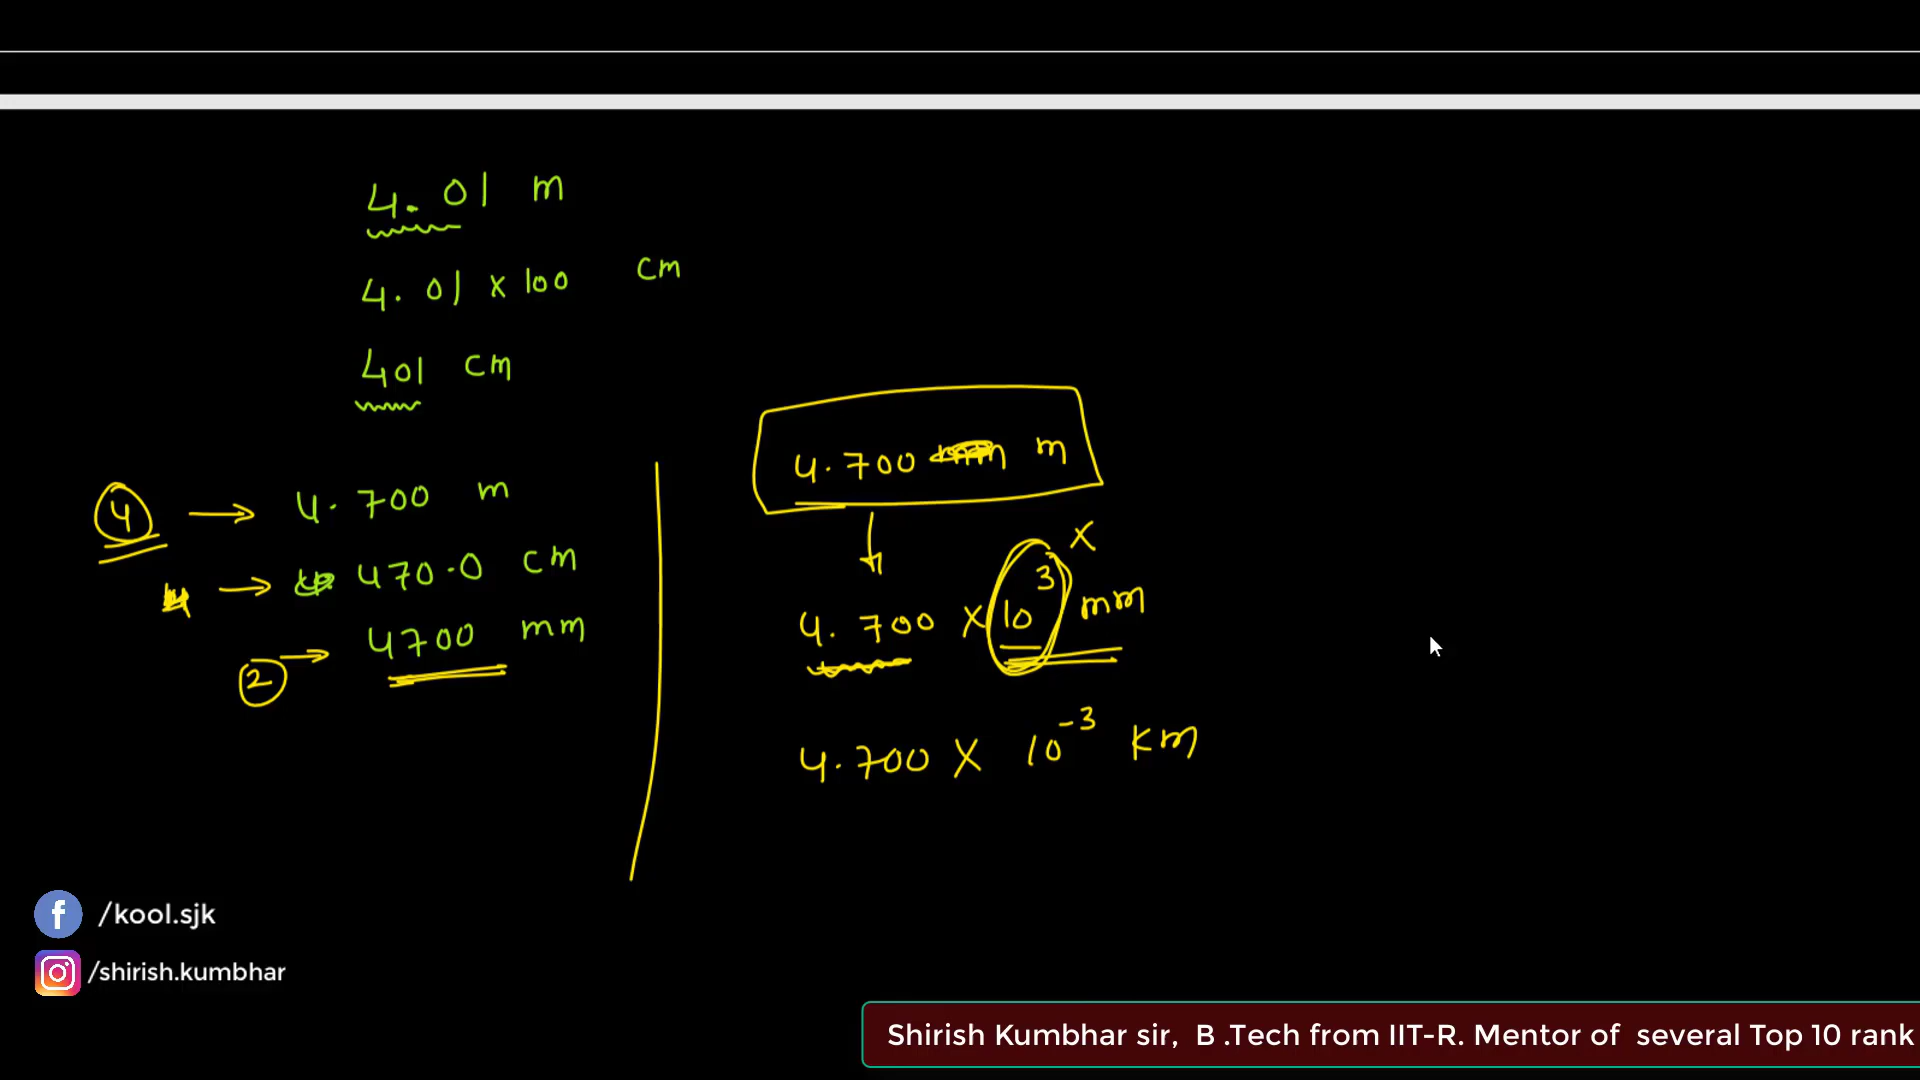 4.01 m
4.01 x 100 cm
401 cm
4 → 4.700 m
4 → 470.0 cm
2 → 4700 mm
4.700 m
x
4. 700 x 10³ mm
4.700 x 10⁻³ km
/kool.sjk
/shirish.kumbhar
Shirish Kumbhar sir, B .Tech from IIT-R. Mentor of several Top 10 rank